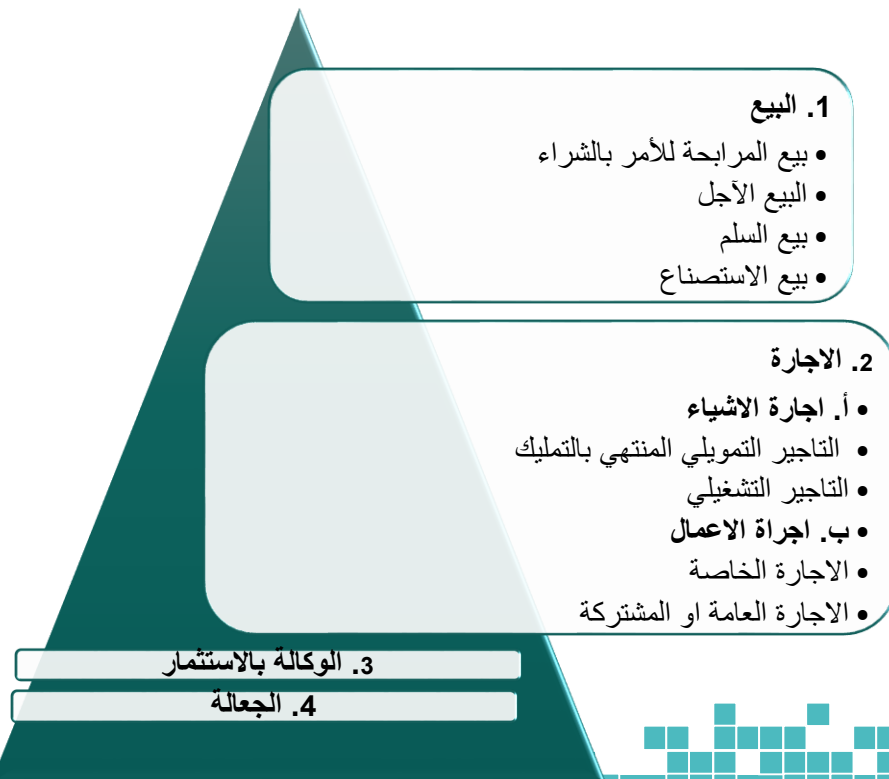 1. البيع
• بيع المرابحة للأمر بالشراء
• البيع الآجل
• بيع السلم
• بيع الاستصناع
2. الاجارة
• أ. اجارة الاشياء
• التاجير التمويلي المنتهي بالتمليك
• التاجير التشغيلي
• ب. اجراة الاعمال
• الاجارة الخاصة
• الاجارة العامة او المشتركة
3. الوكالة بالاستثمار
4. الجعالة